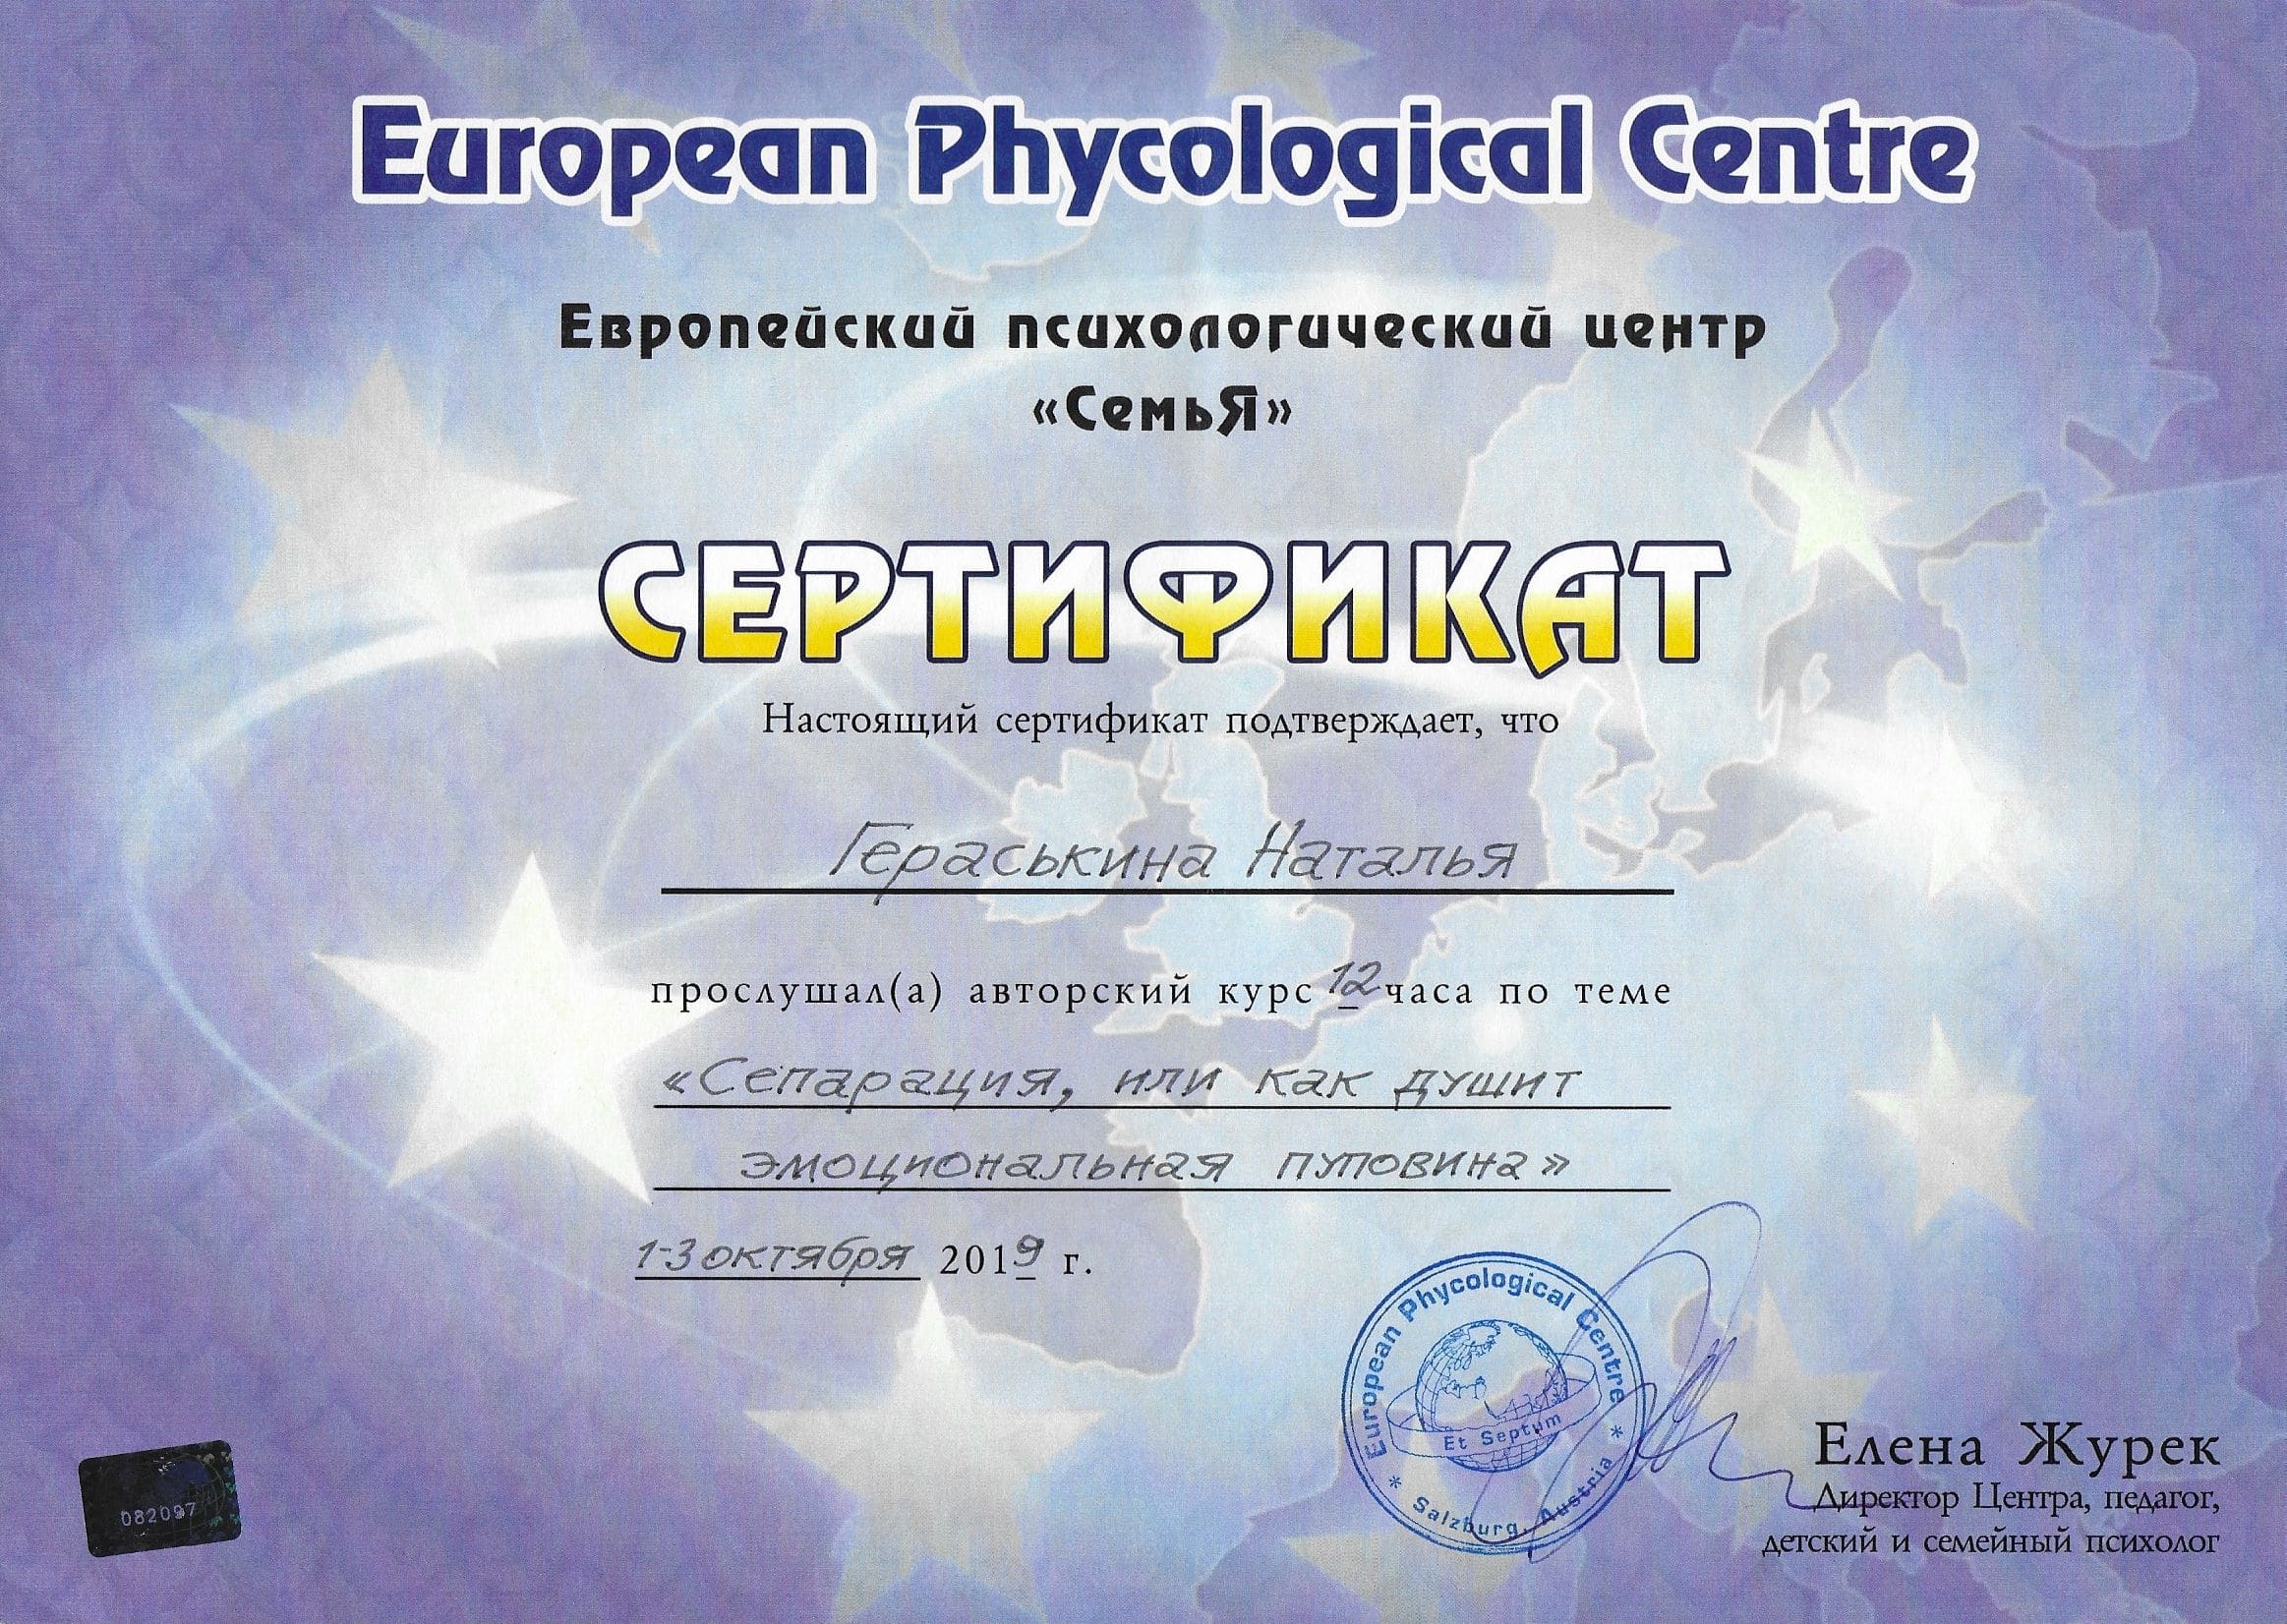 European Phycological Centre
Европейский психологический центр
«СемьЯ»
СЕРТИФИКАТ
Настоящий сертификат подтверждает, что
Гераськина Наталья
прослушал(а) авторский курс 12 часа по теме
«Сепарация, или как душит
эмоциональная пуповина»
1-3 октября 2019 г.
European Phycological Centre
Et Septum
* Salzburg, Austria *
Елена Журек
Директор Центра, педагог,
детский и семейный психолог
082097